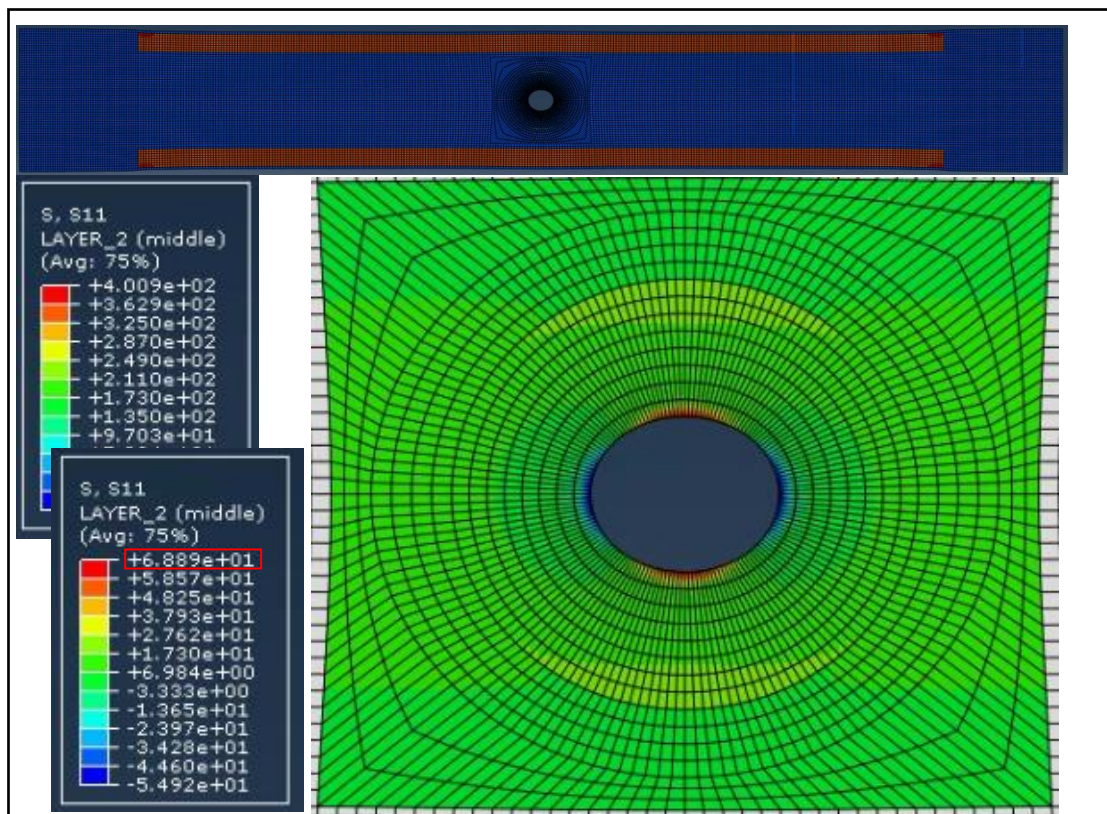 S, S11
LAYER_2 (middle)
(Avg: 75%)
+4.009e+02
+3.629e+02
+3.250e+02
+2.870e+02
+2.490e+02
+2.110e+02
+1.730e+02
+1.350e+02
+9.703e+01
S, S11
LAYER_2 (middle)
(Avg: 75%)
+6.889e+01
+5.857e+01
+4.825e+01
+3.793e+01
+2.762e+01
+1.730e+01
+6.984e+00
-3.333e+00
-1.365e+01
-2.397e+01
-3.428e+01
-4.460e+01
-5.492e+01